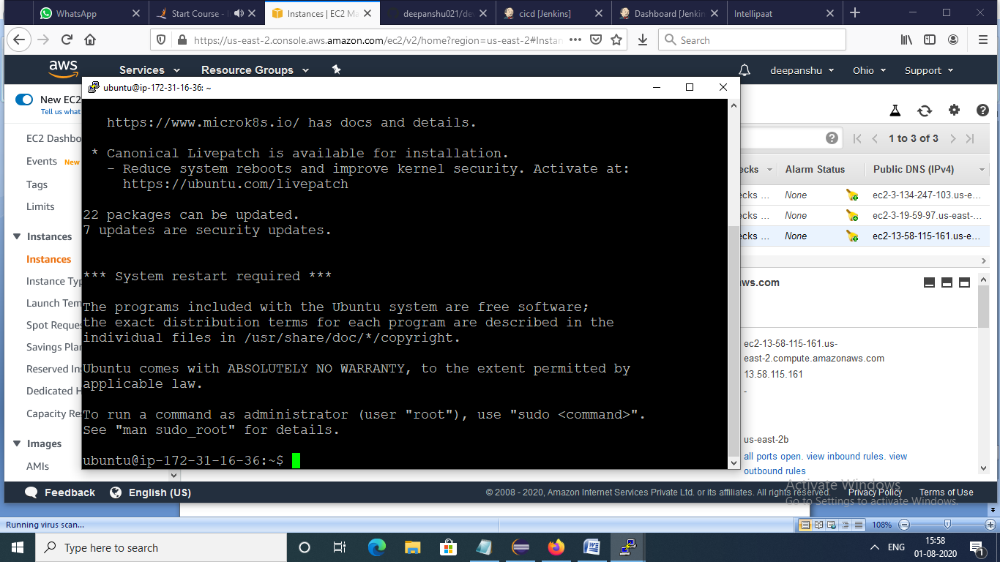 WhatsApp
Start Course - I
Instances | EC2 Ma
deepanshu021/dev
cicd [Jenkins]
Dashboard [Jenkin
Intellipaat
https://us-east-2.console.aws.amazon.com/ec2/v2/home?region=us-east-2#Instan
Search
aws
Services
Resource Groups
deepanshu
Ohio
Support
ubuntu@ip-172-31-16-36: ~
New EC2
Tell us what
EC2 Dashbo
Events New
Tags
Limits
Instances
Instances
Instance Typ
Launch Tem
Spot Reques
Savings Plan
Reserved Ins
Dedicated H
Capacity Res
Images
AMIs
https://www.microk8s.io/ has docs and details.
* Canonical Livepatch is available for installation.
- Reduce system reboots and improve kernel security. Activate at:
https://ubuntu.com/livepatch
22 packages can be updated.
7 updates are security updates.
*** System restart required ***
The programs included with the Ubuntu system are free software;
the exact distribution terms for each program are described in the
individual files in /usr/share/doc/*/copyright.
Ubuntu comes with ABSOLUTELY NO WARRANTY, to the extent permitted by
applicable law.
To run a command as administrator (user "root"), use "sudo <command>".
See "man sudo_root" for details.
ubuntu@ip-172-31-16-36:~$
1 to 3 of 3
ecks Alarm Status Public DNS (IPv4)
ecks ... None ec2-3-134-247-103.us-e...
ecks ... None ec2-3-19-59-97.us-east-...
ecks ... None ec2-13-58-115-161.us-e...
ws.com
ec2-13-58-115-161.us-
east-2.compute.amazonaws.com
13.58.115.161
-
us-east-2b
all ports open. view inbound rules. view
outbound rules
Activate Windows
Go to Settings to activate Windows.
Feedback
English (US)
© 2008 - 2020, Amazon Internet Services Private Ltd. or its affiliates. All rights reserved.
Privacy Policy
Terms of Use
Running virus scan...
108%
Type here to search
ENG
15:58
01-08-2020
1